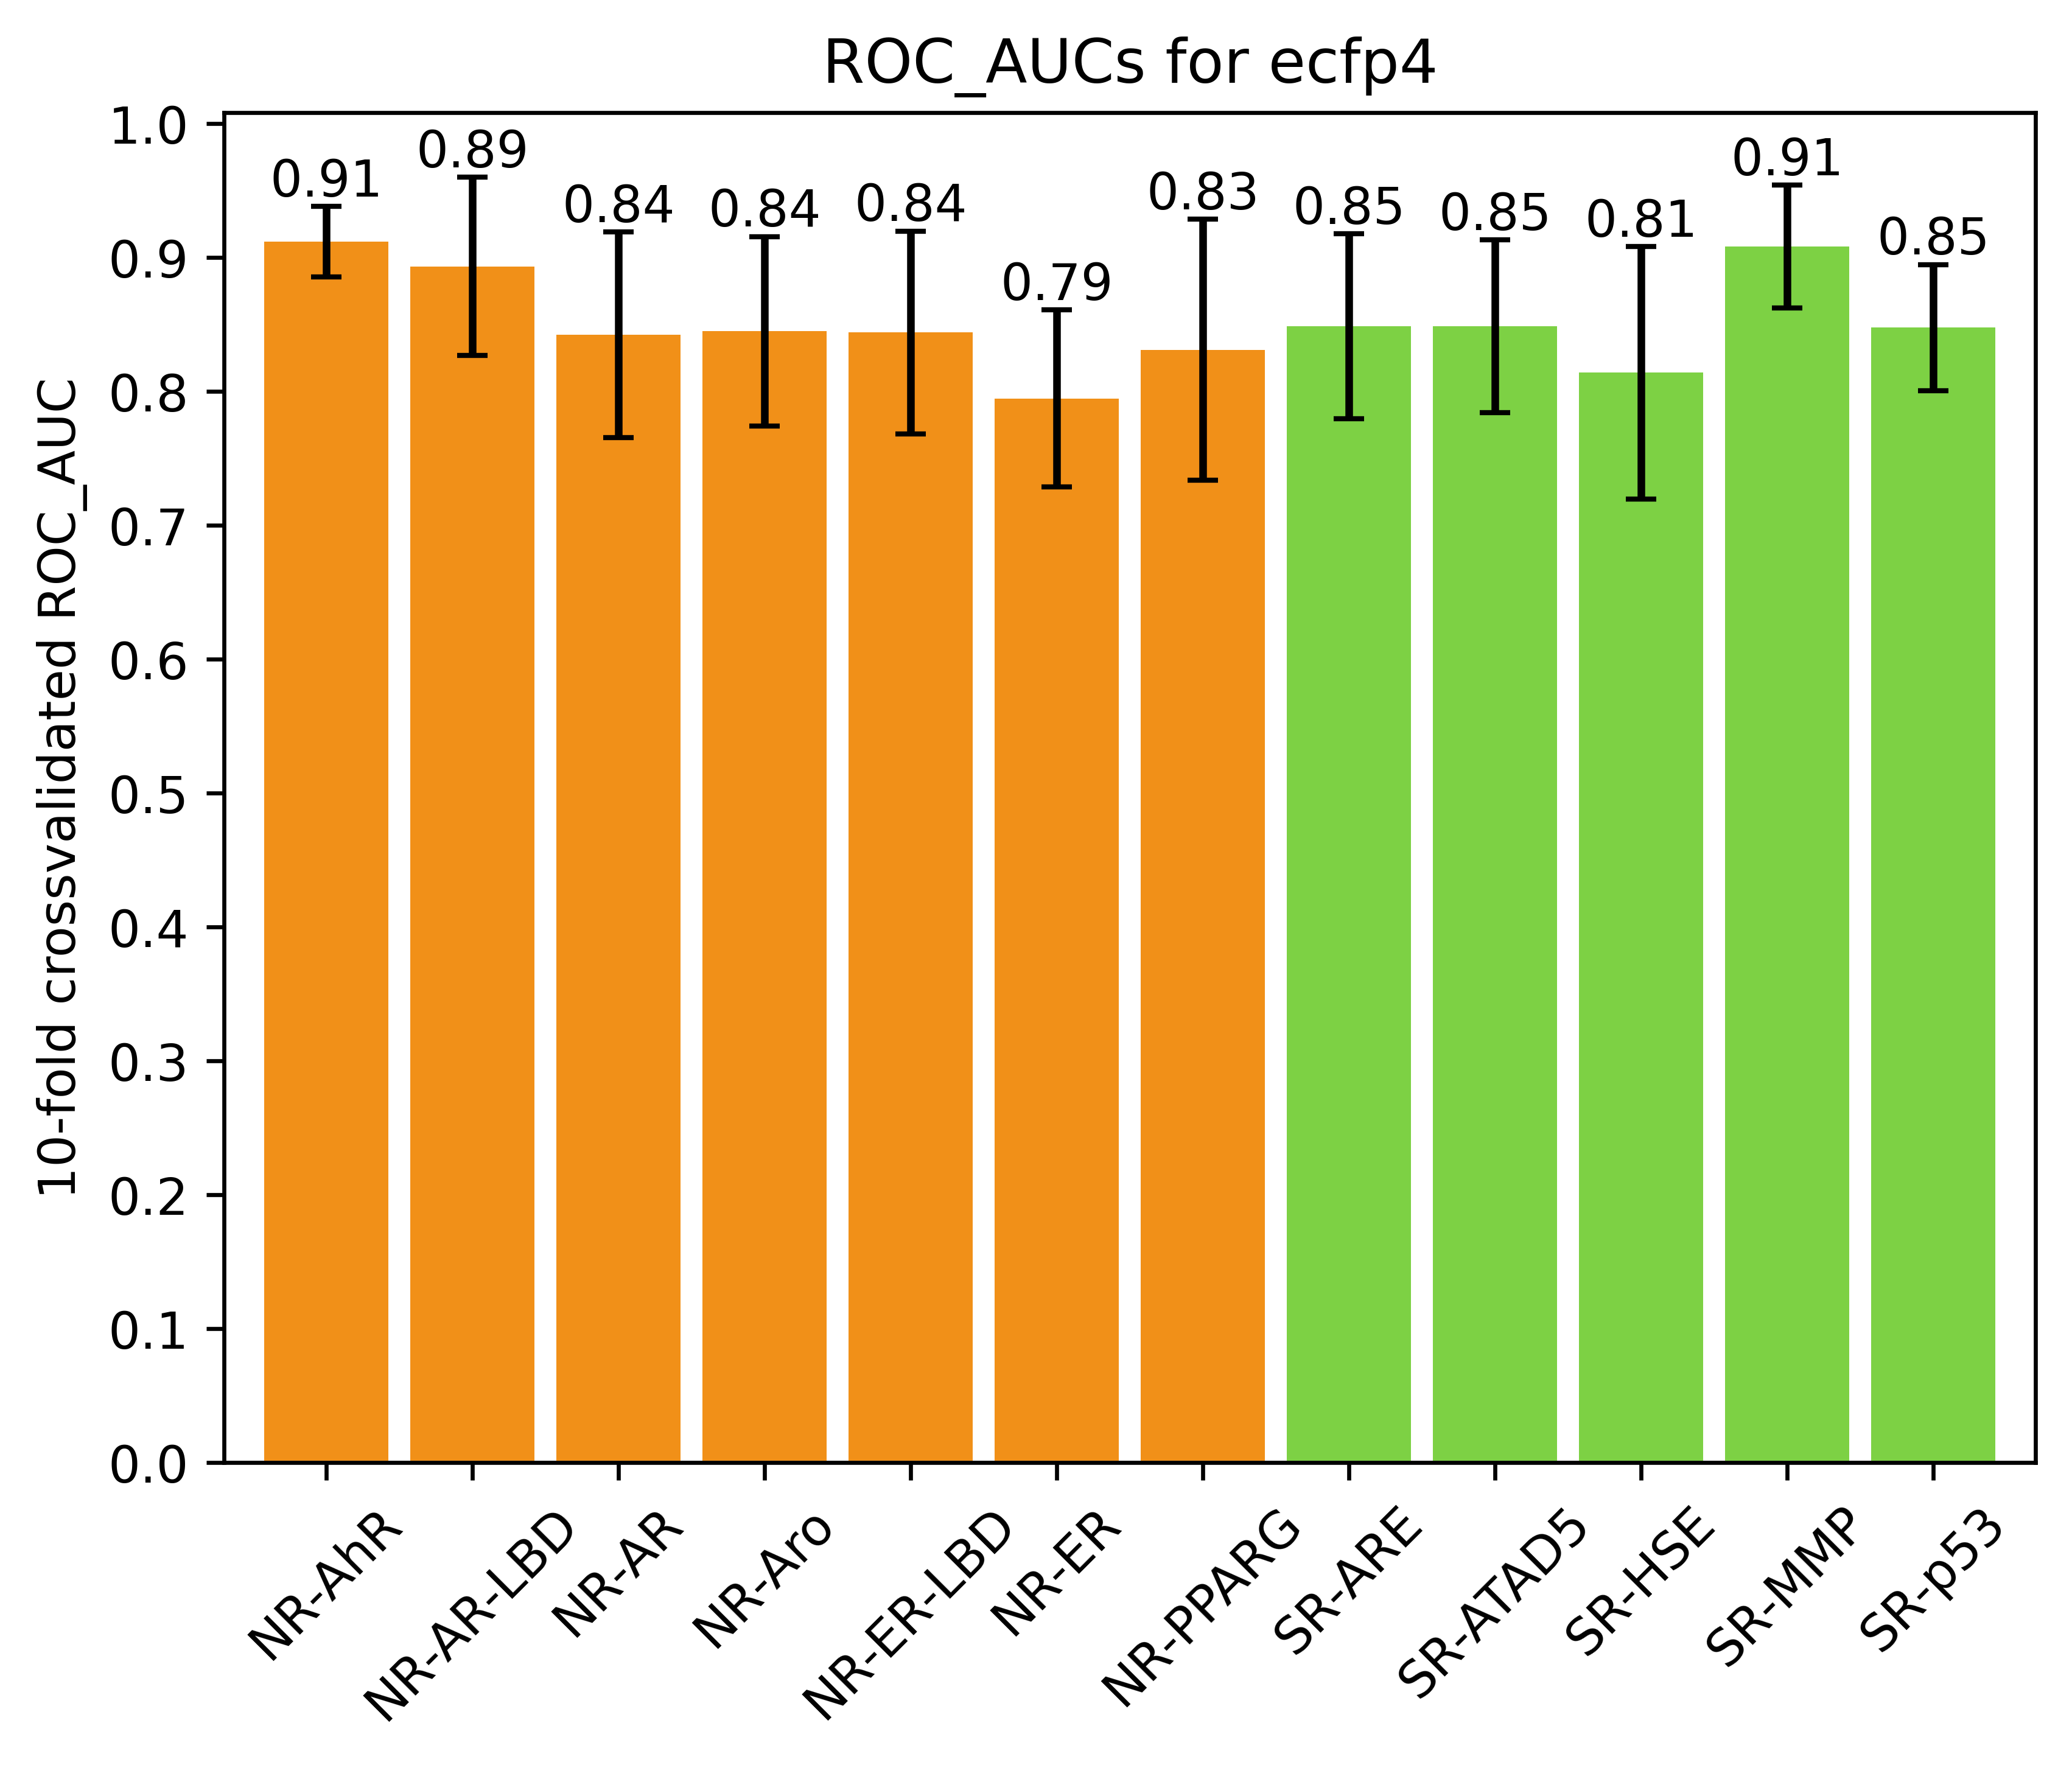 ROC_AUCs for ecfp4
10-fold crossvalidated ROC_AUC
1.0
0.9
0.8
0.7
0.6
0.5
0.4
0.3
0.2
0.1
0.0
0.91
0.89
0.84
0.84
0.84
0.79
0.83
0.85
0.85
0.81
0.91
0.85
NR-AhR
NR-AR-LBD
NR-AR
NR-Aro
NR-ER-LBD
NR-ER
NR-PPARG
SR-ARE
SR-ATAD5
SR-HSE
SR-MMP
SR-p53